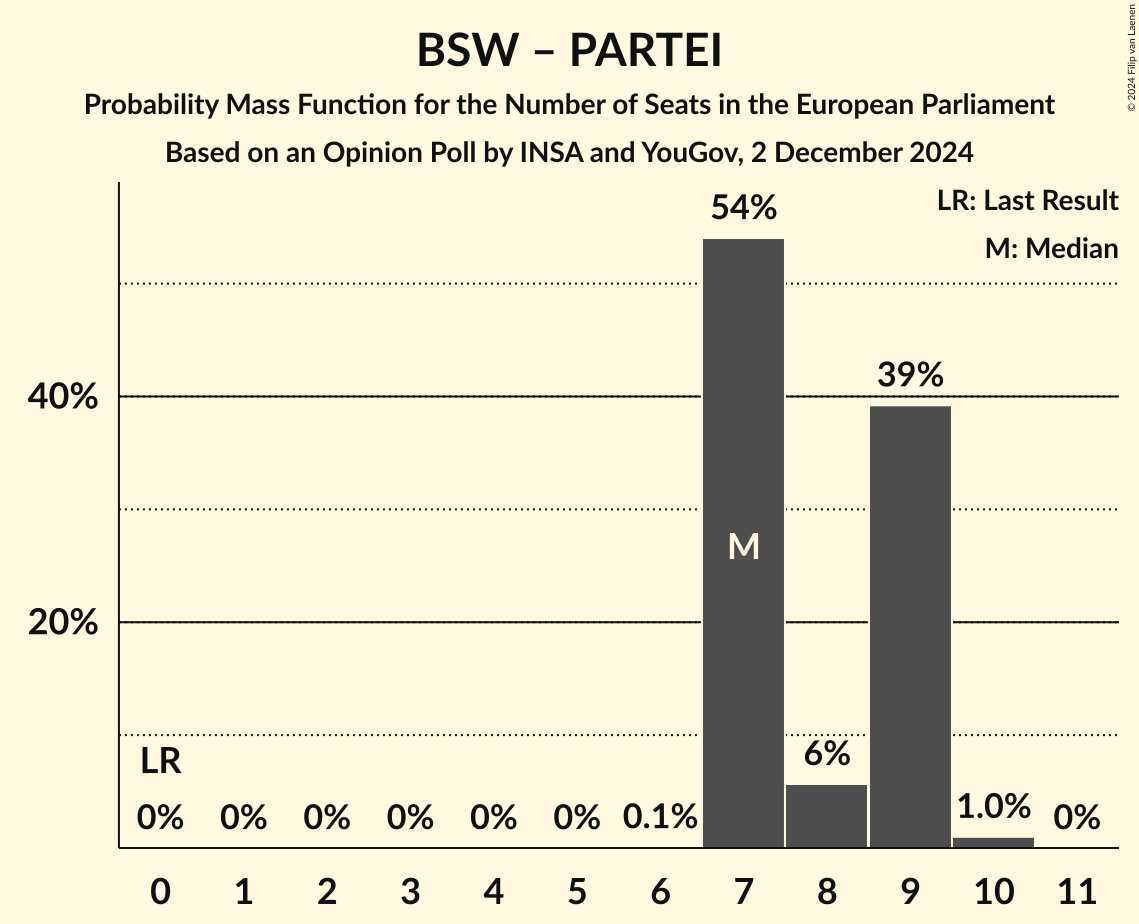 BSW – PARTEI
Probability Mass Function for the Number of Seats in the European Parliament
Based on an Opinion Poll by INSA and YouGov, 2 December 2024
© 2024 Filip van Laenen
LR: Last Result
M: Median
54%
39%
40%
M
20%
LR
6%
0% 0% 0% 0% 0% 0% 0.1% 1.0% 0%
0 1 2 3 4 5 6 7 8 9 10 11